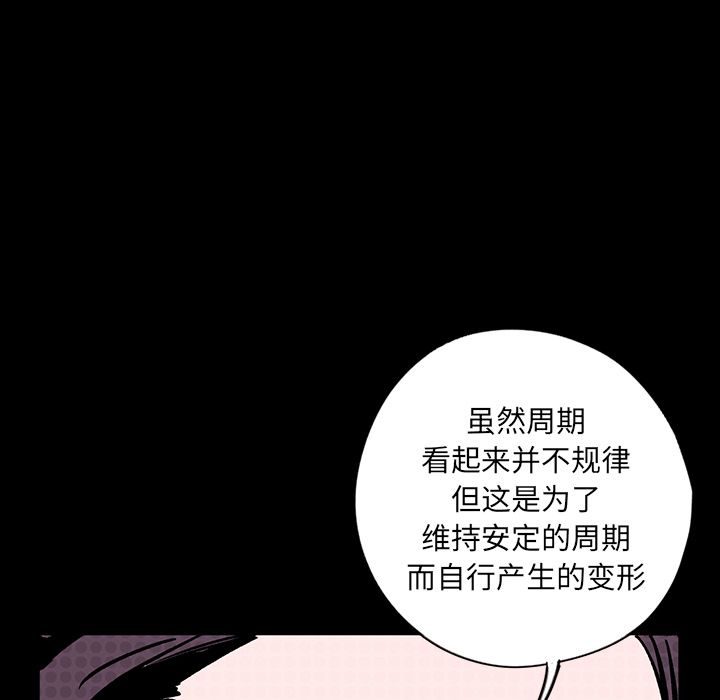 虽然周期
看起来并不规律
但这是为了
维持安定的周期
而自行产生的变形